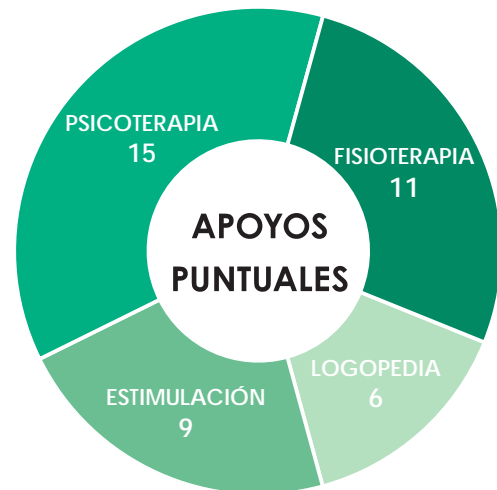 PSICOTERAPIA
15
FISIOTERAPIA
11
APOYOS
PUNTUALES
LOGOPEDIA
6
ESTIMULACIÓN
9